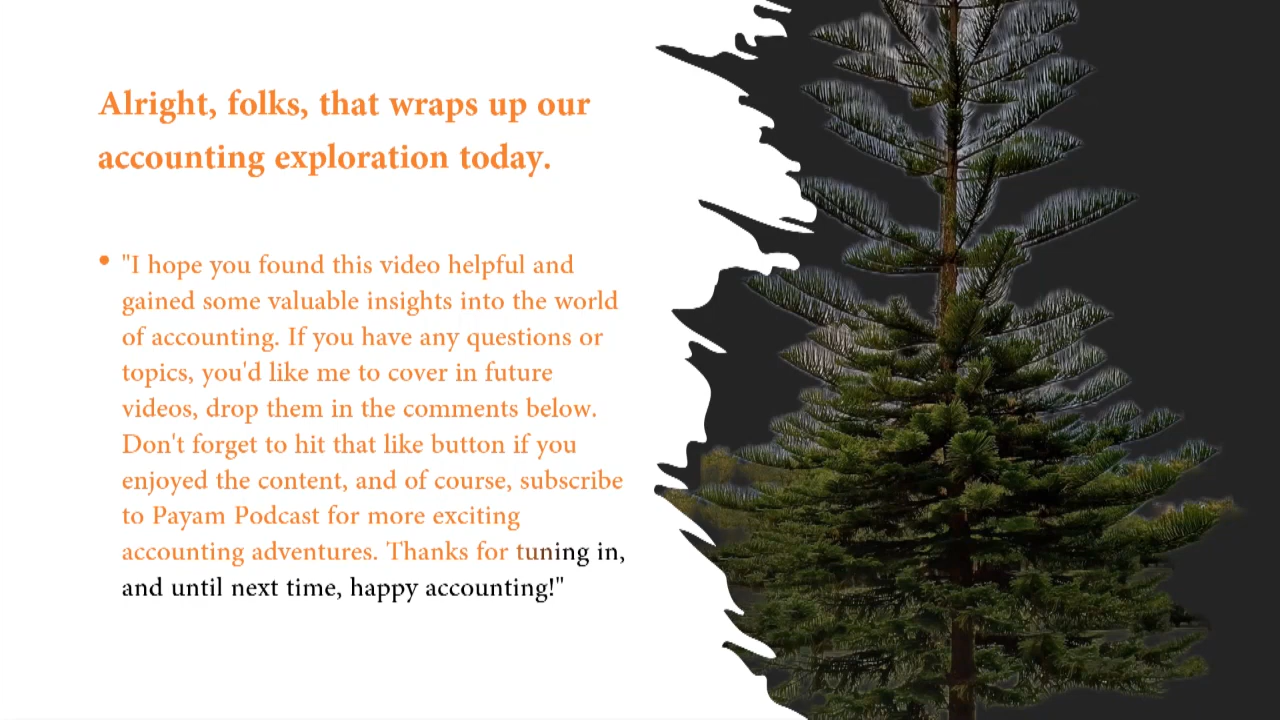 Alright, folks, that wraps up our
accounting exploration today.
• "I hope you found this video helpful and
gained some valuable insights into the world
of accounting. If you have any questions or
topics, you'd like me to cover in future
videos, drop them in the comments below.
Don't forget to hit that like button if you
enjoyed the content, and of course, subscribe
to Payam Podcast for more exciting
accounting adventures. Thanks for tuning in,
and until next time, happy accounting!"